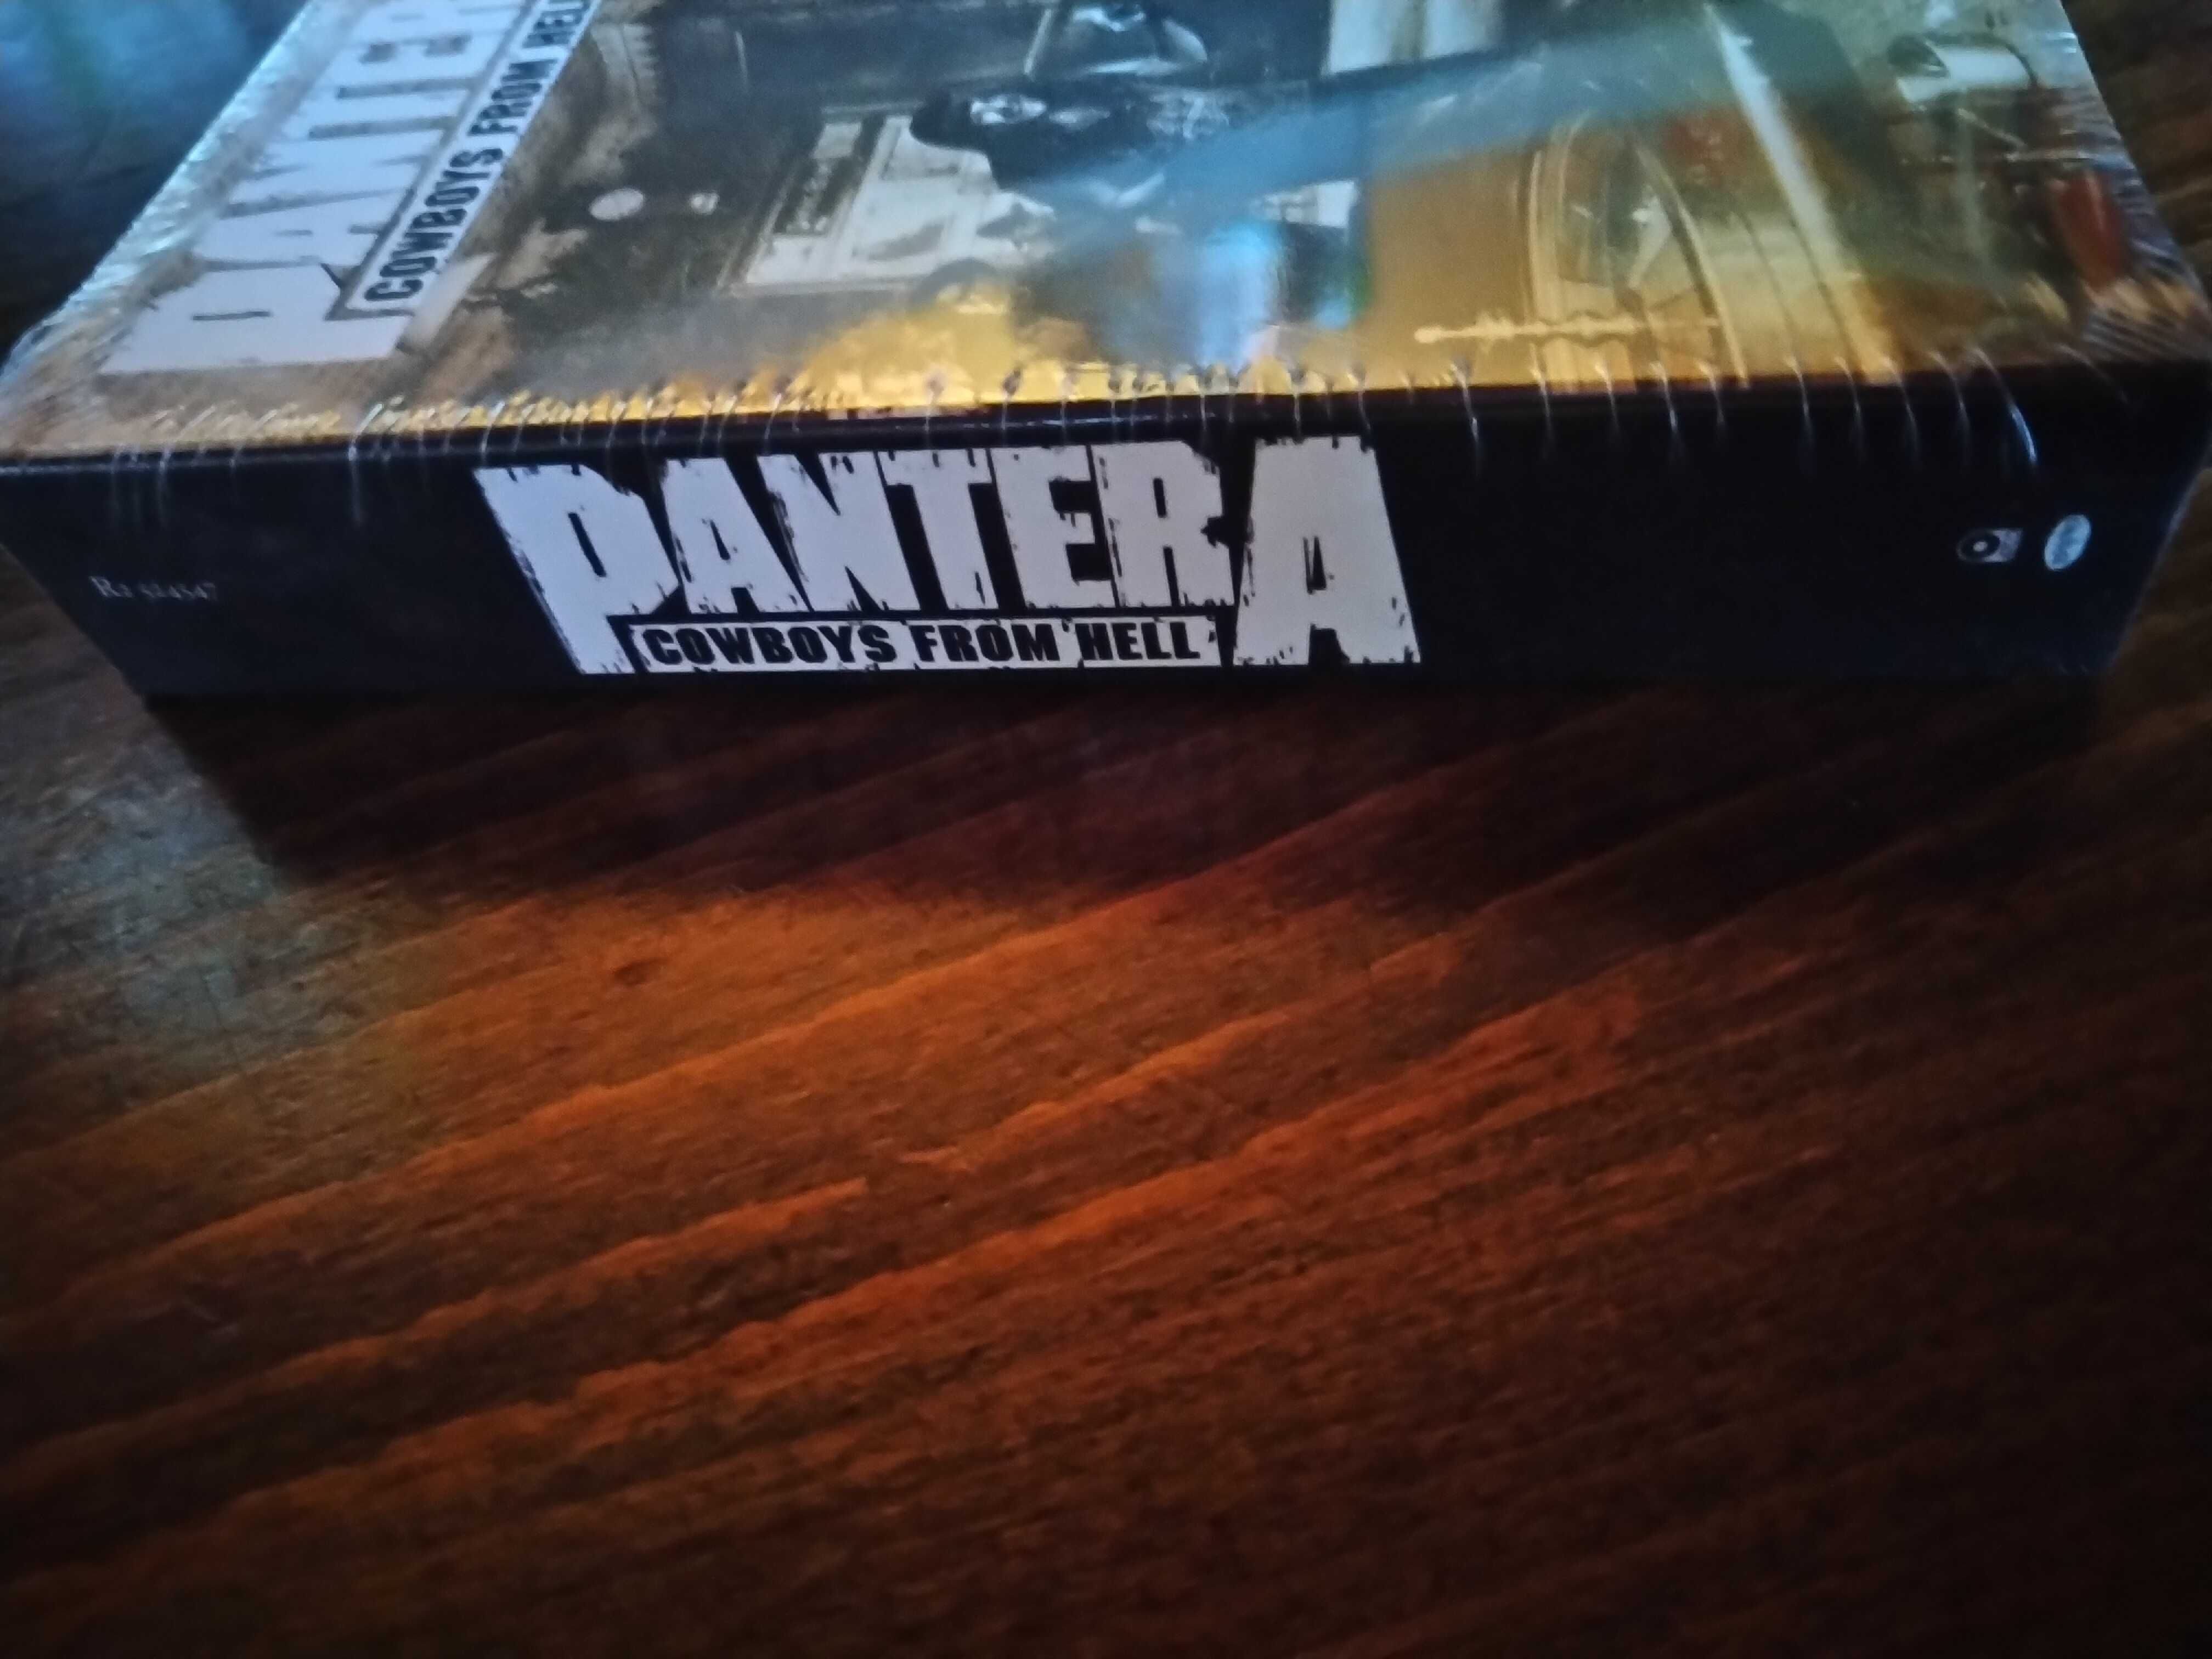 PANTERA
COWBOYS FROM HELL
PANTERA
COWBOYS FROM HELL